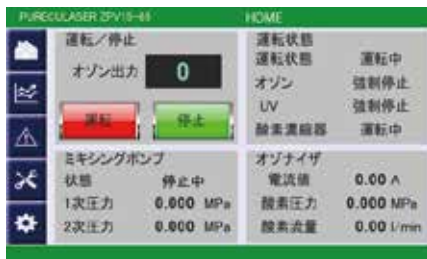 HOME
運転／停止
オゾン出力 0
運転
停止
運転状態
運転状態 運転中
オゾン 強制停止
UV 強制停止
酸素濃縮器 運転中
ミキシングポンプ
状態 停止中
1次圧力 0.000 MPa
2次圧力 0.000 MPa
オゾナイザ
電流値 0.00 A
酸素圧力 0.000 MPa
酸素流量 0.00 l/min